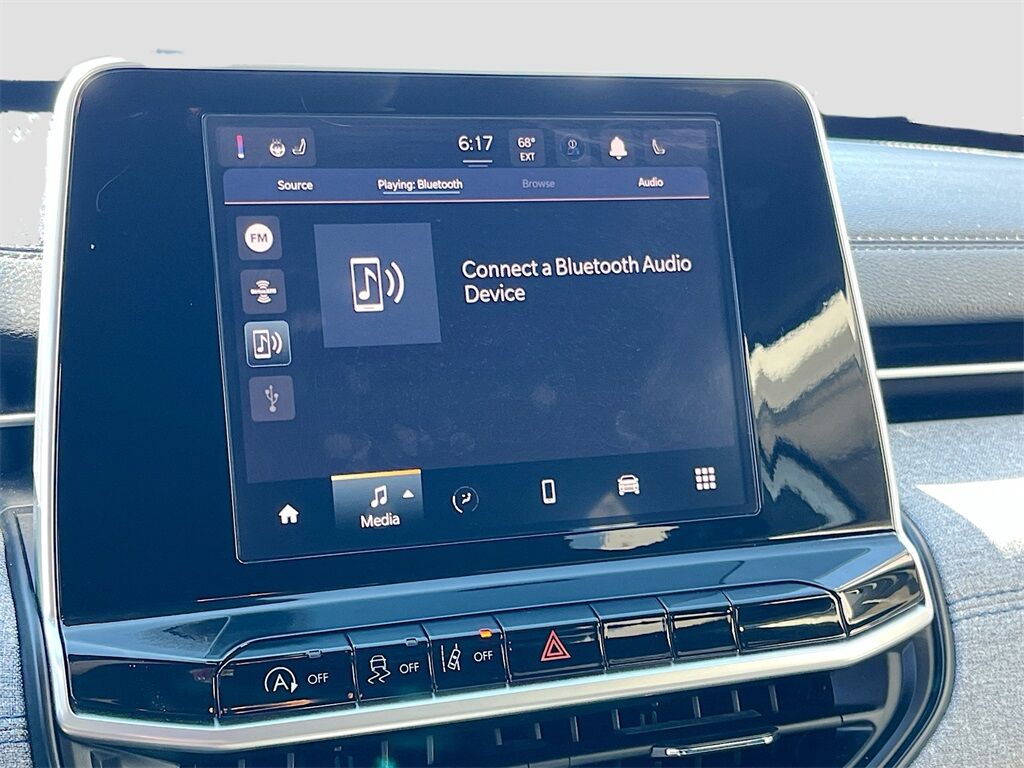 6:17
68°
EXT
Source
Playing: Bluetooth
Browse
Audio
FM
Connect a Bluetooth Audio
Device
Media
A OFF
OFF
OFF